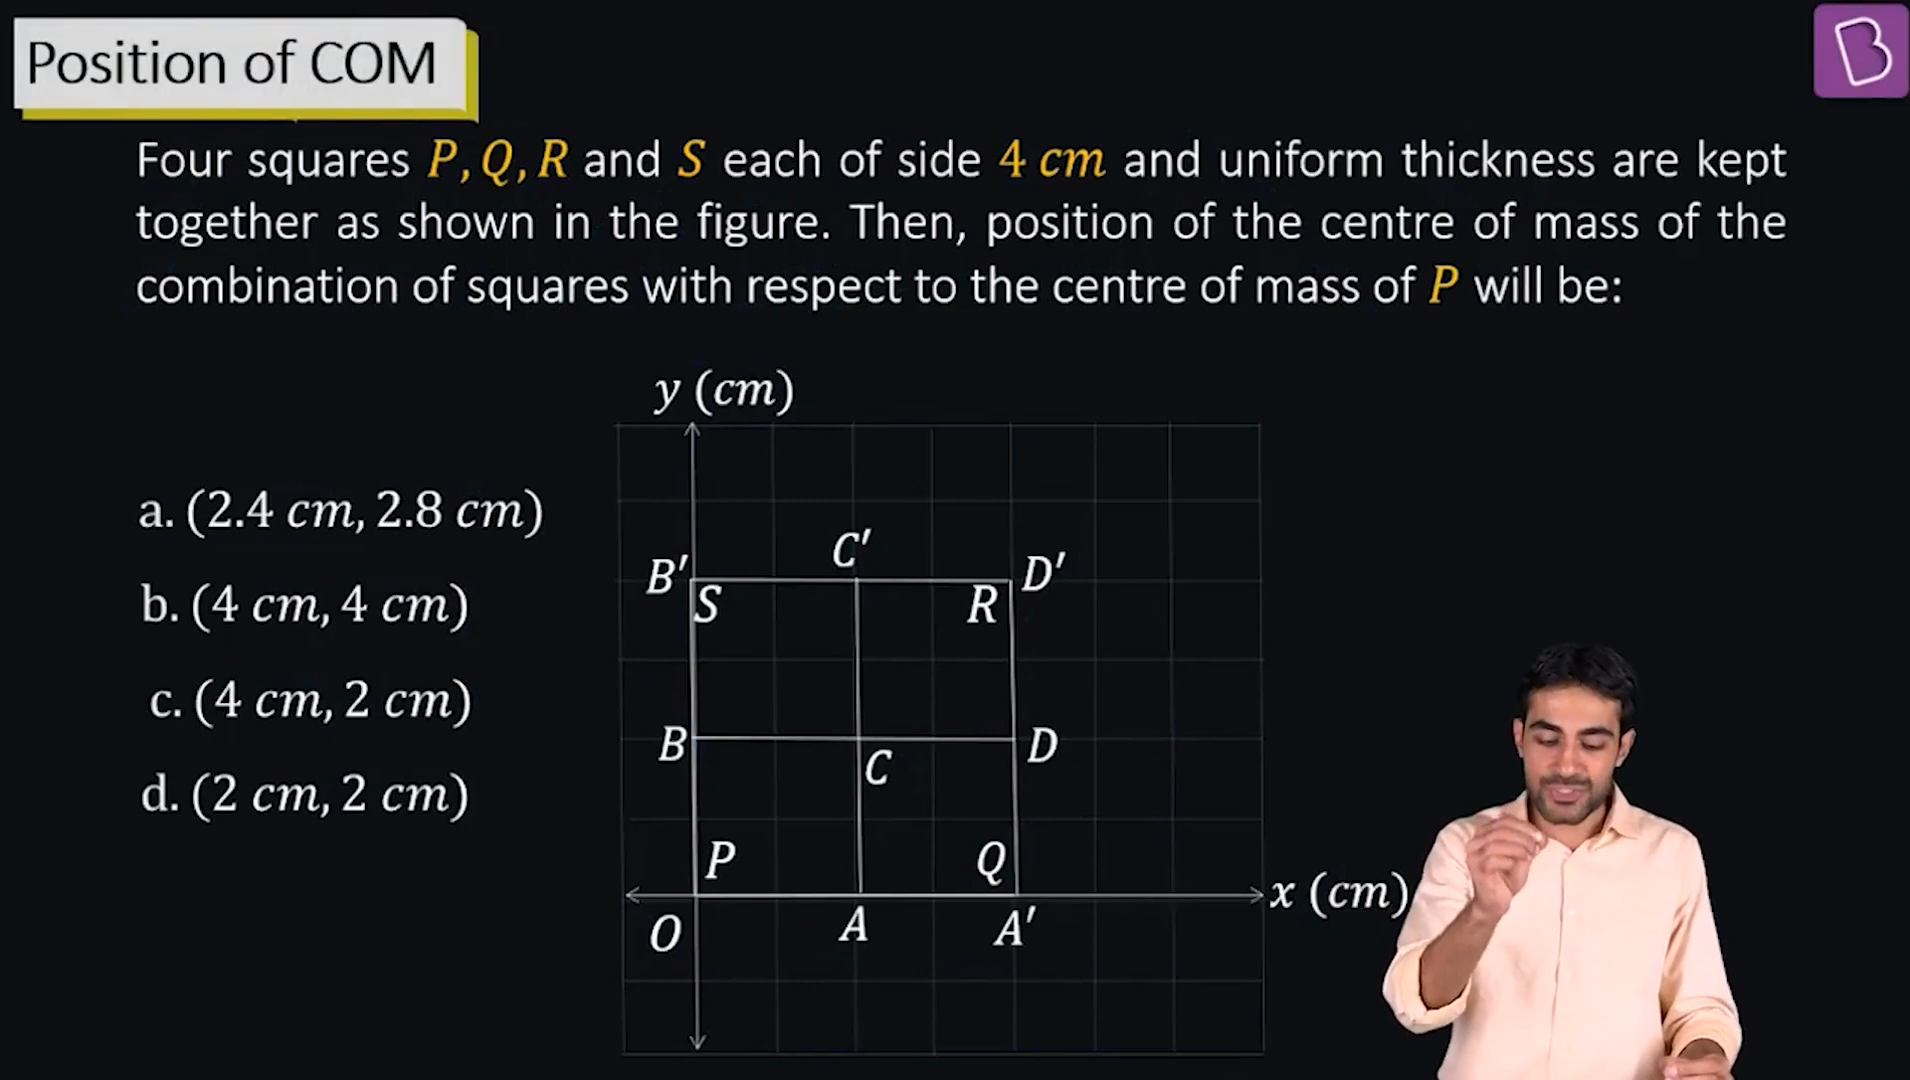 Position of COM
B
Four squares P, Q, R and S each of side 4 cm and uniform thickness are kept
together as shown in the figure. Then, position of the centre of mass of the
combination of squares with respect to the centre of mass of P will be:
y (cm)
a. (2.4 cm, 2.8 cm)
b. (4 cm, 4 cm)
c. (4 cm, 2 cm)
d. (2 cm, 2 cm)
B′ C′ D′
S R
B C D
P Q
x (cm)
O A A′